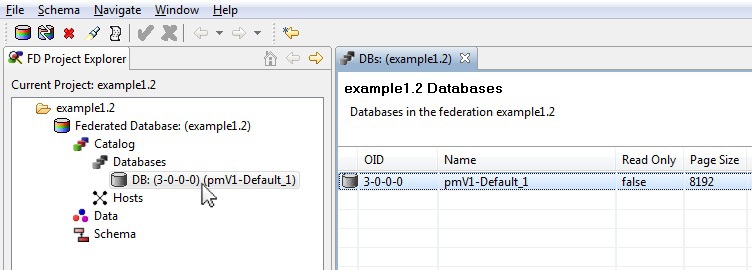 File Schema Navigate Window Help
FD Project Explorer
Current Project: example1.2
example1.2
Federated Database: (example1.2)
Catalog
Databases
DB: (3-0-0-0) (pmV1-Default_1)
Hosts
Data
Schema
DBs: (example1.2)
example1.2 Databases
Databases in the federation example1.2
OID Name Read Only Page Size
3-0-0-0 pmV1-Default_1 false 8192